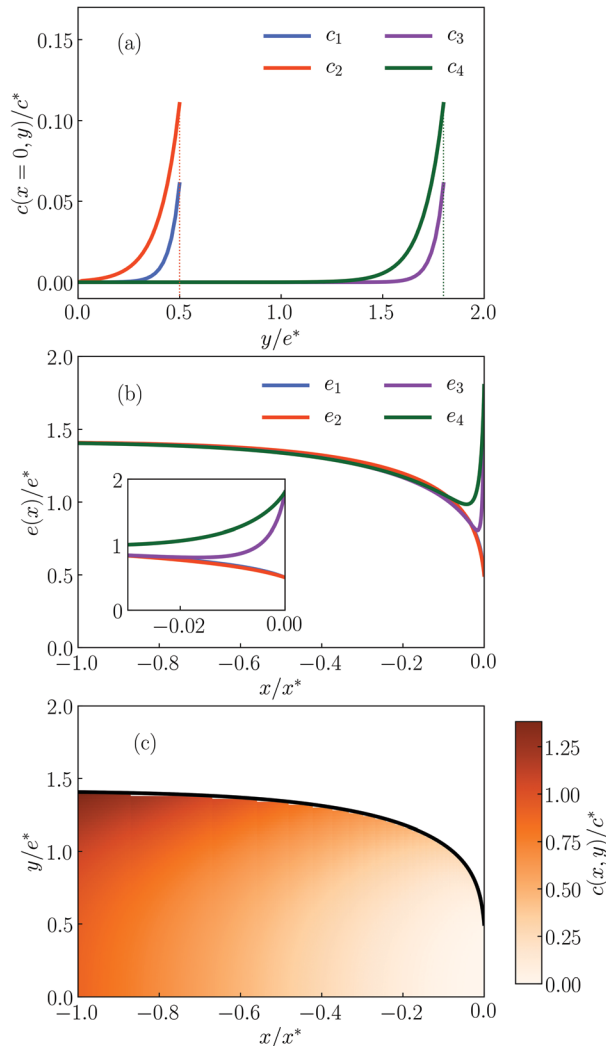 (a)
c₁ c₃
c₂ c₄
c(x = 0, y)/c*
0.15
0.10
0.05
0.00
0.0 0.5 1.0 1.5 2.0
y/e*
(b)
e₁ e₃
e₂ e₄
e(x)/e*
2.0
1.5
1.0
0.5
0.0
2
1
0
−0.02 0.00
−1.0 −0.8 −0.6 −0.4 −0.2 0.0
x/x*
(c)
y/e*
2.0
1.5
1.0
0.5
0.0
−1.0 −0.8 −0.6 −0.4 −0.2 0.0
x/x*
1.25
1.00
0.75
0.50
0.25
0.00
c(x, y)/c*